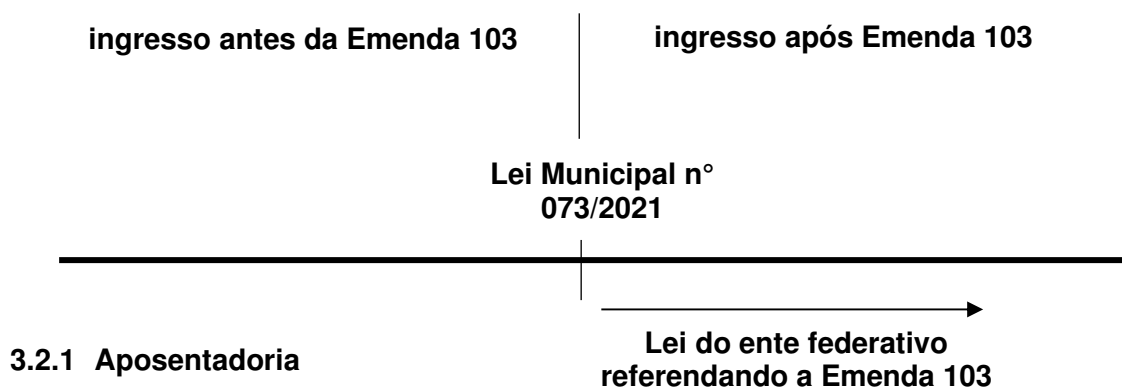 ingresso antes da Emenda 103
ingresso após Emenda 103
Lei Municipal n°
073/2021
3.2.1 Aposentadoria
Lei do ente federativo
referendando a Emenda 103